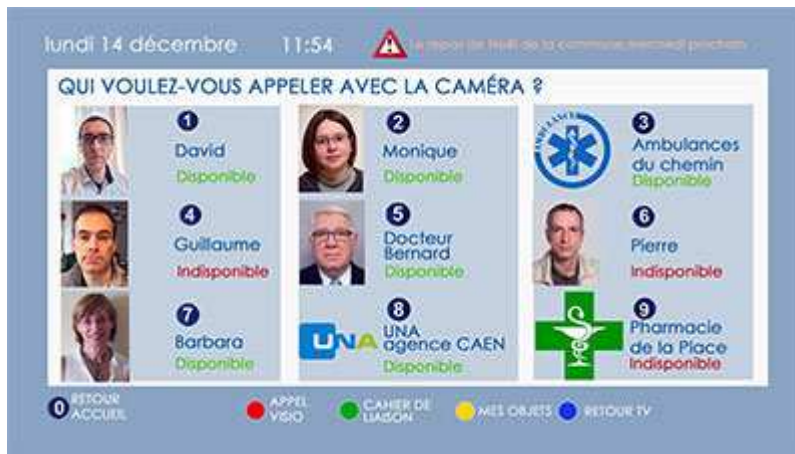 lundi 14 décembre 11:54 Le repas de Noël de la commune mercredi prochain
QUI VOULEZ-VOUS APPELER AVEC LA CAMÉRA ?
1
David
Disponible
2
Monique
Disponible
AMBULANCE
3
Ambulances
du chemin
Disponible
4
Guillaume
Indisponible
5
Docteur
Bernard
Disponible
6
Pierre
Indisponible
7
Barbara
Disponible
UNA
8
UNA
agence CAEN
Disponible
9
Pharmacie
de la Place
Indisponible
0 RETOUR
ACCUEIL
APPEL
VISIO
CAHIER DE
LIAISON
MES OBJETS
RETOUR TV